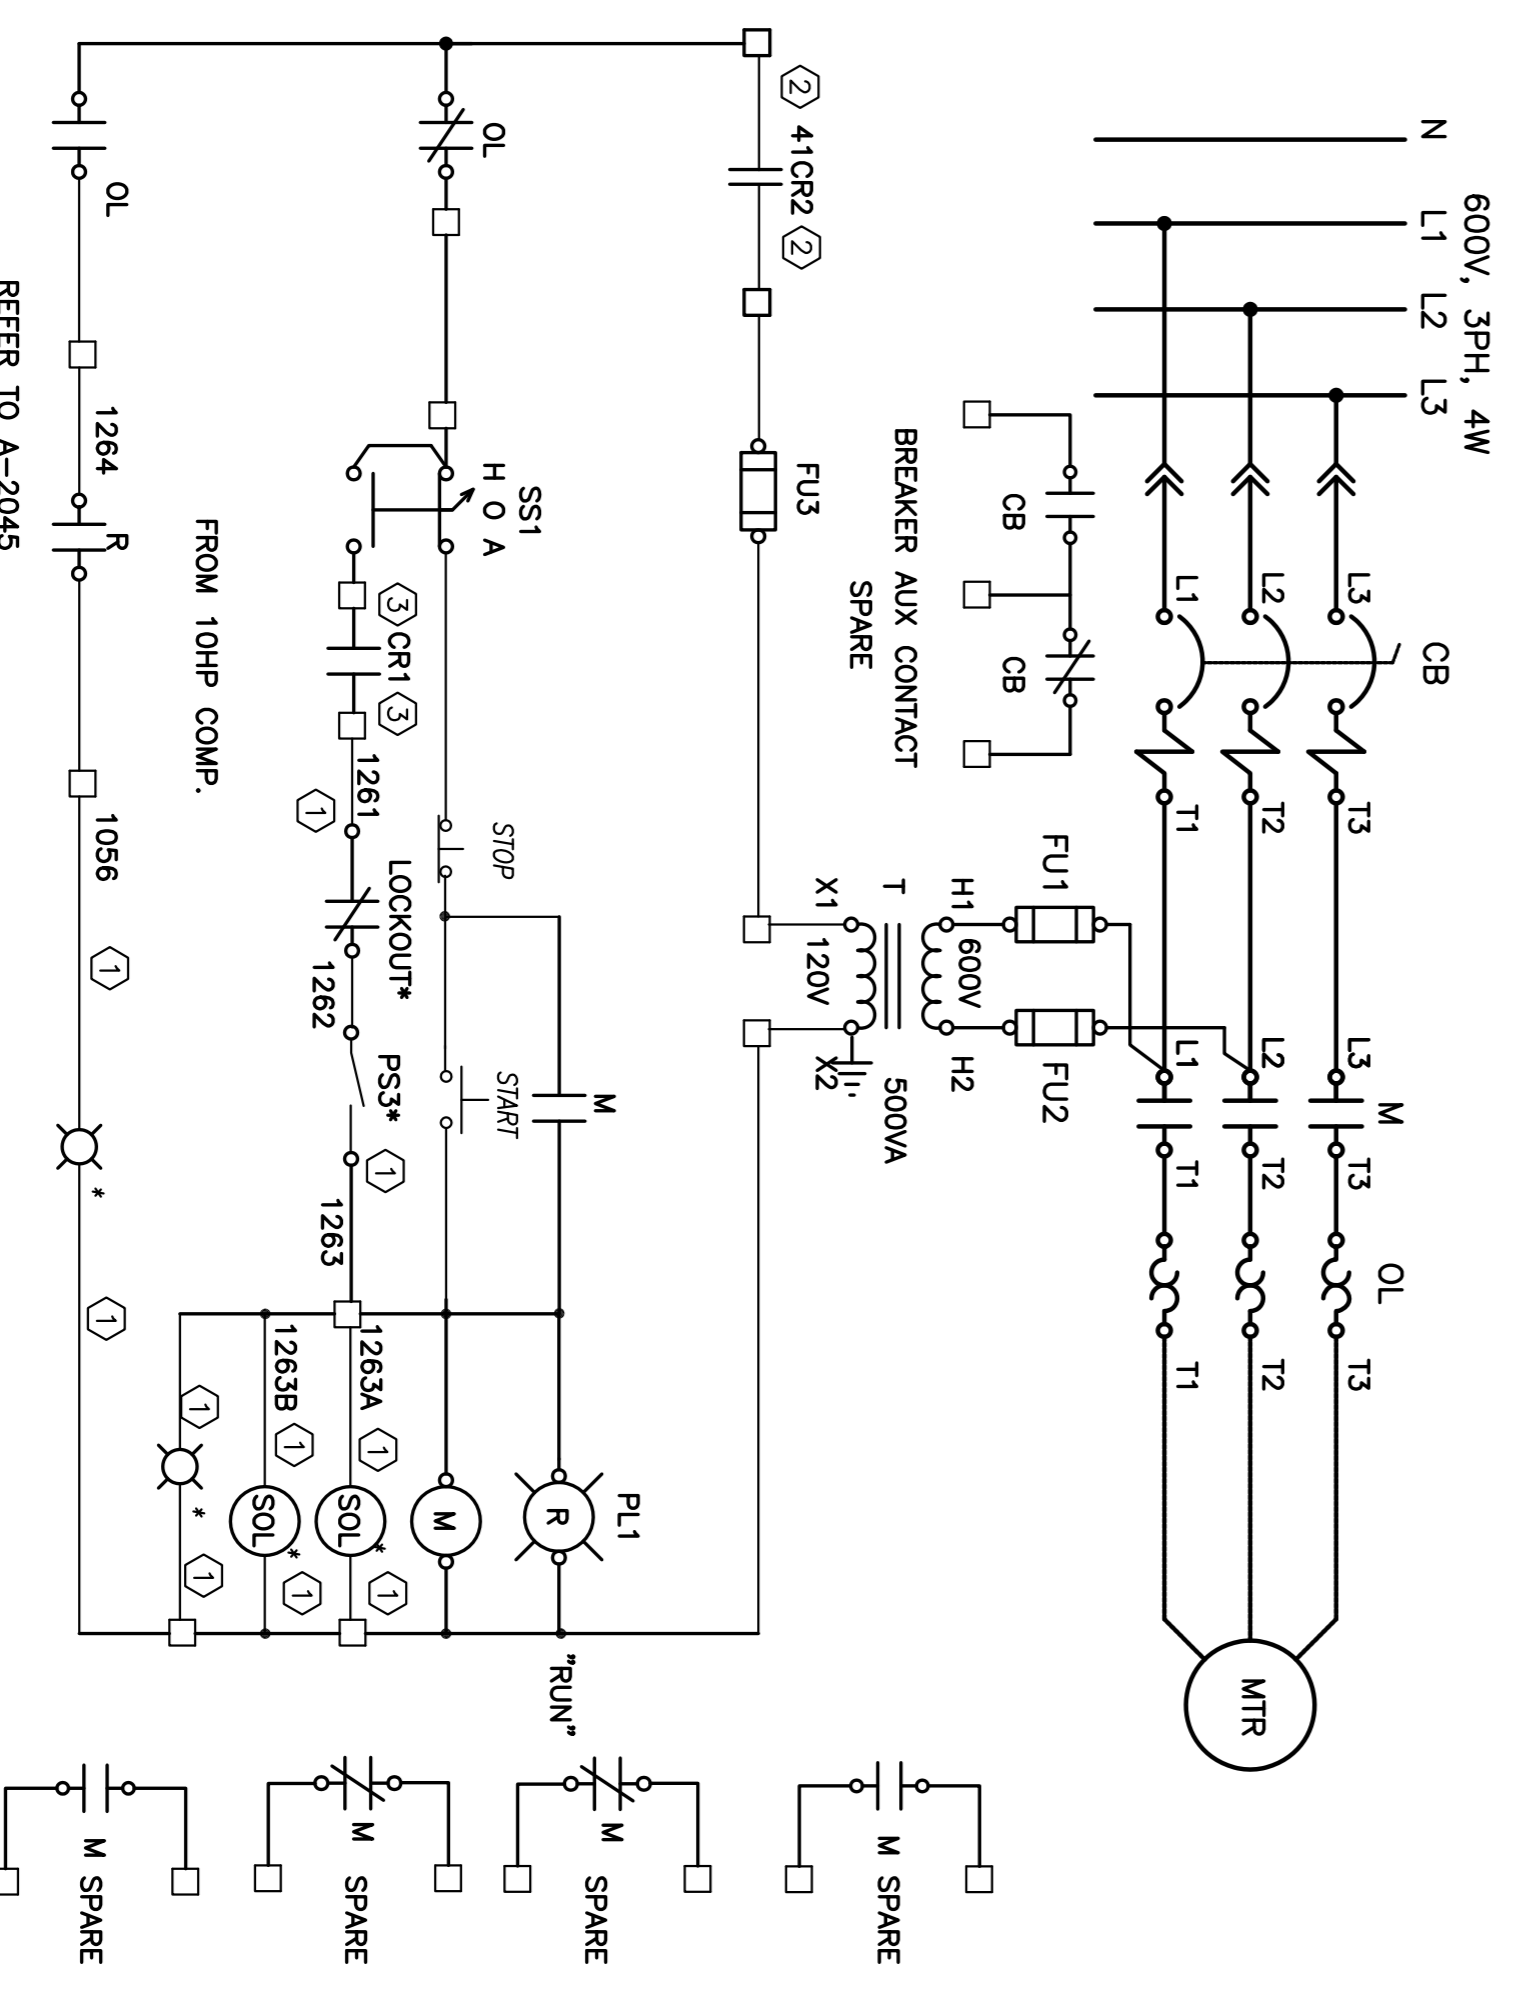 600V, 3PH, 4W
N
L1
L2
L3
CB
L3
L2
L1
T3
T2
T1
M
L3
L2
L1
T3
T2
T1
OL
T3
T2
T1
MTR
CB
CB
BREAKER AUX CONTACT
SPARE
FU1
FU2
H1
600V
H2
T
500VA
X1
120V
X2
2
41CR2
2
FU3
M
PL1
R
"RUN"
OL
SS1
H O A
STOP
START
M
3
CR1
3
1261
1
LOCKOUT*
1262
PS3*
1
1263
1263A
1
SOL
*
1
1263B
1
SOL
*
1
1
*
1
FROM 10HP COMP.
OL
1264
R
1056
1
*
1
REFER TO A-2045
M SPARE
M SPARE
M SPARE
M SPARE